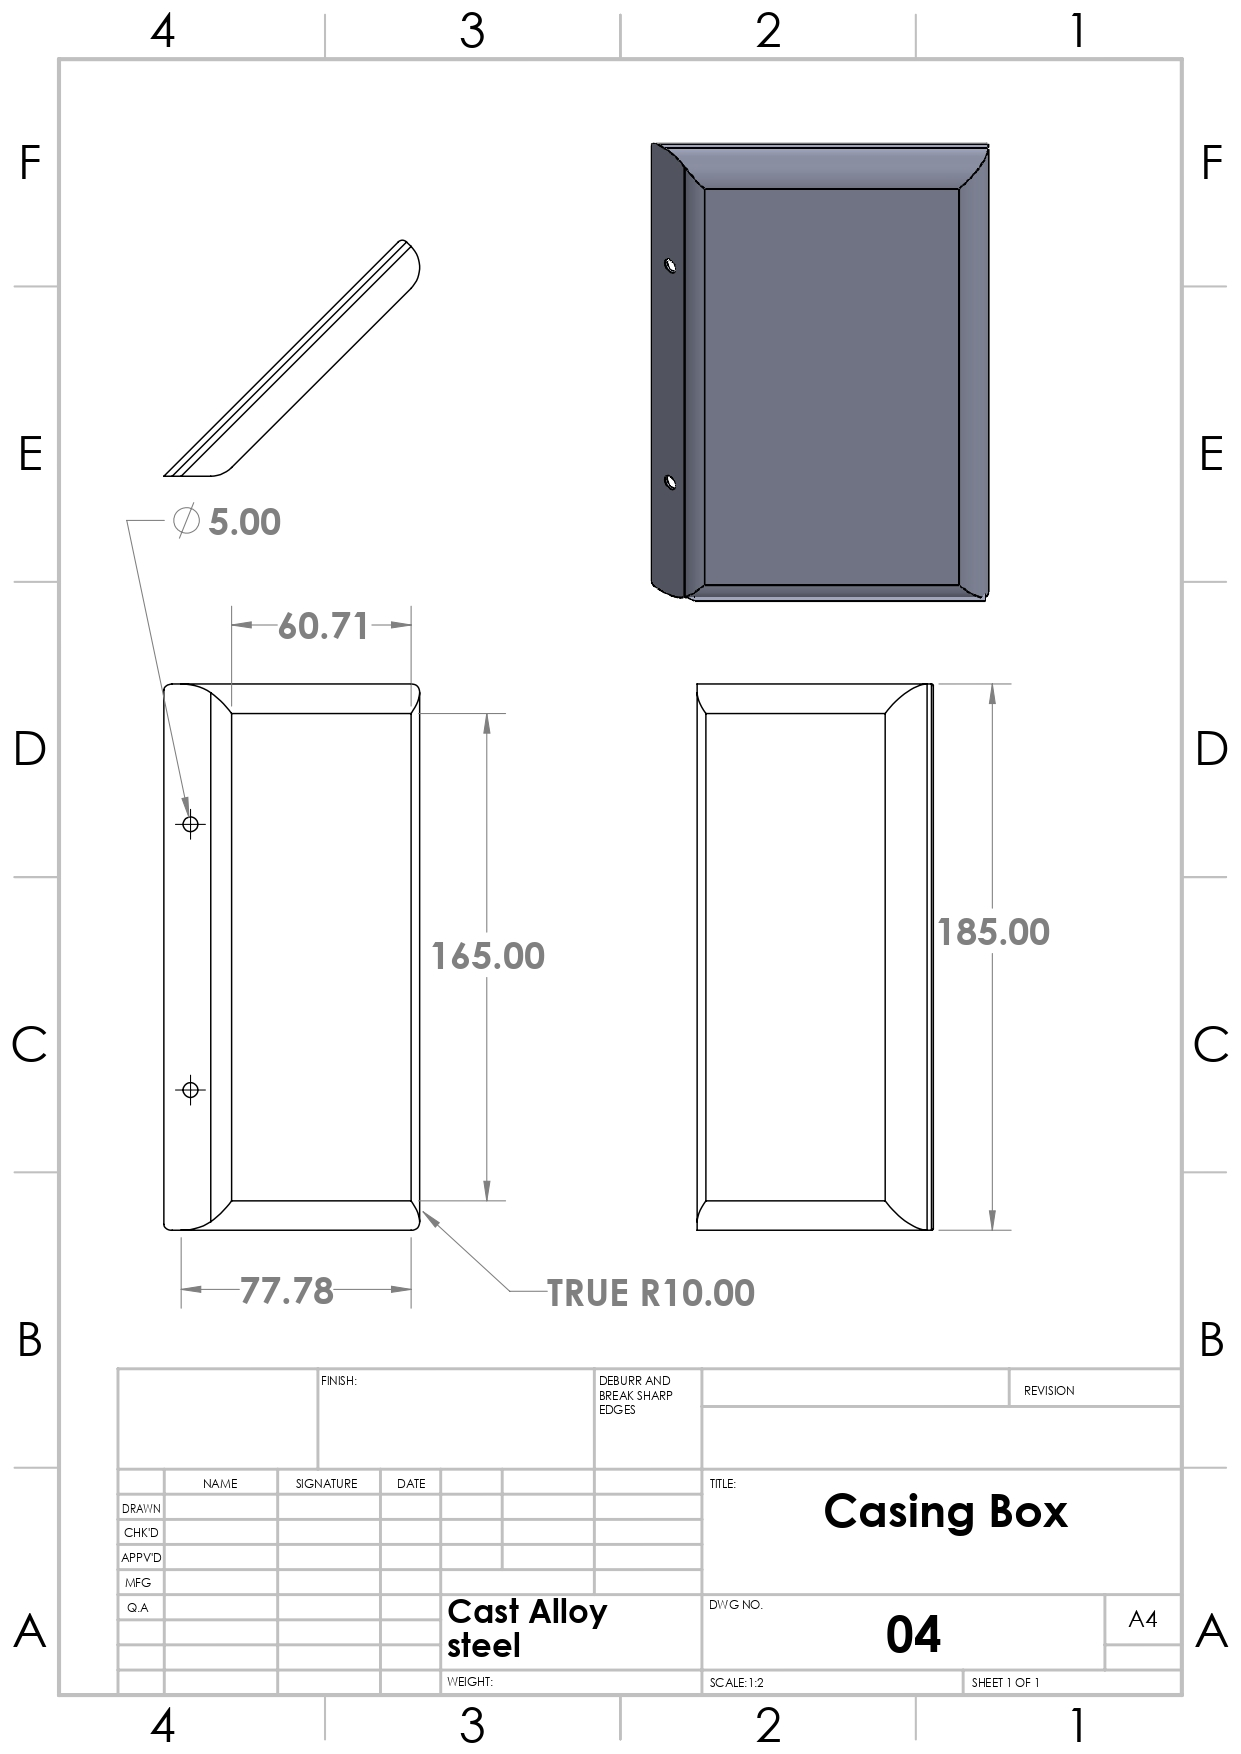 4 3 2 1
F F
E E
⌀ 5.00
60.71
D D
165.00
185.00
C C
77.78
TRUE R10.00
B B
FINISH:
DEBURR AND
BREAK SHARP
EDGES
REVISION
NAME SIGNATURE DATE
TITLE:
Casing Box
DRAWN
CHK'D
APPV'D
MFG
Q.A
Cast Alloy
steel
DWG NO.
04
A4
A A
WEIGHT:
SCALE:1:2
SHEET 1 OF 1
4 3 2 1